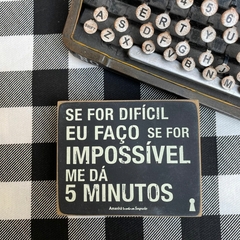 SE FOR DIFÍCIL
EU FAÇO SE FOR
IMPOSSÍVEL
ME DÁ
5 MINUTOS